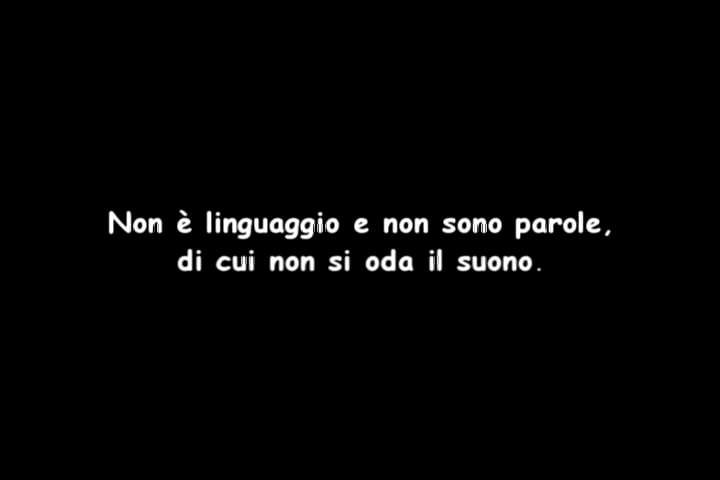 Non è linguaggio e non sono parole,
di cui non si oda il suono.